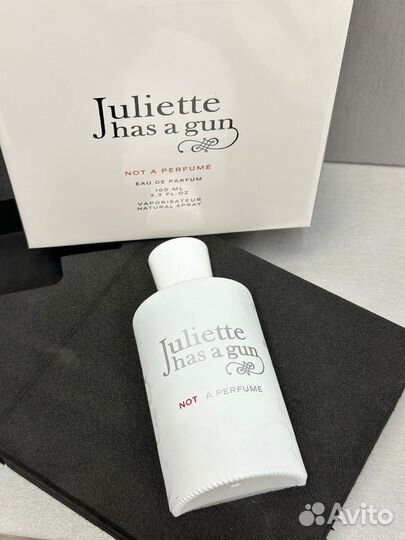 Juliette
has a gun
NOT A PERFUME
EAU DE PARFUM
100 ML
3.3 FL.OZ
VAPORISATEUR
NATURAL SPRAY
Juliette
has a gun
NOT A PERFUME
Avito